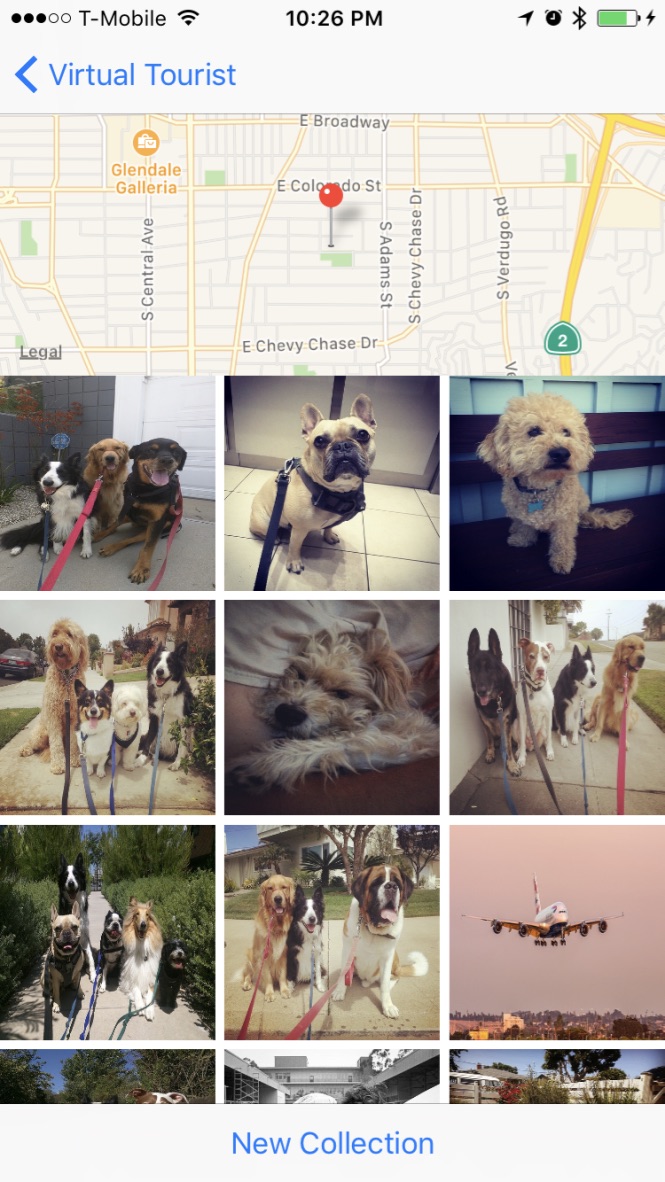 T-Mobile 10:26 PM
Virtual Tourist
E Broadway
Glendale
Galleria
E Colorado St
S Central Ave
S Adams St
S Chevy Chase Dr
S Verdugo Rd
E Chevy Chase Dr
2
Legal
Ve
New Collection